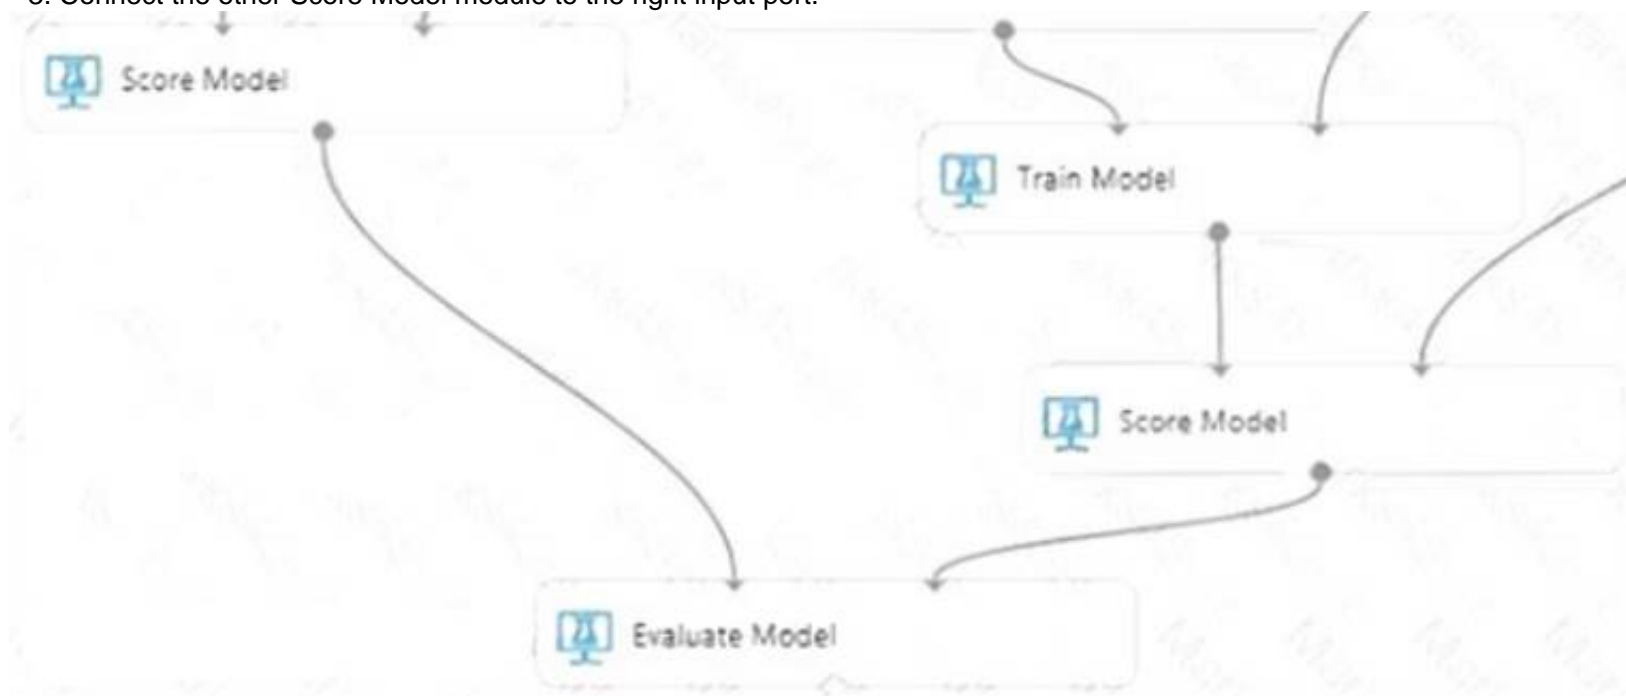 3. Connect the other Score Model module to the right input port.
Score Model
Train Model
Score Model
Evaluate Model